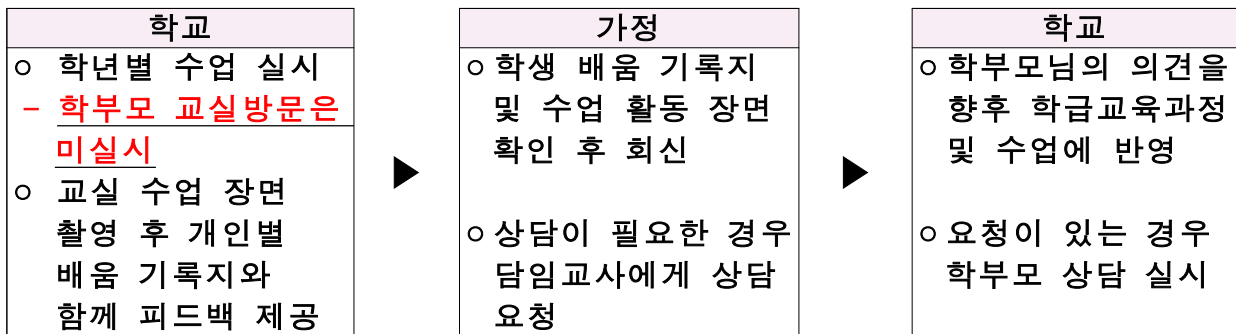 학교
○ 학년별 수업 실시
- 학부모 교실방문은
미실시
○ 교실 수업 장면
촬영 후 개인별
배움 기록지와
함께 피드백 제공
▶
가정
○ 학생 배움 기록지
및 수업 활동 장면
확인 후 회신
○ 상담이 필요한 경우
담임교사에게 상담
요청
▶
학교
○ 학부모님의 의견을
향후 학급교육과정
및 수업에 반영
○ 요청이 있는 경우
학부모 상담 실시